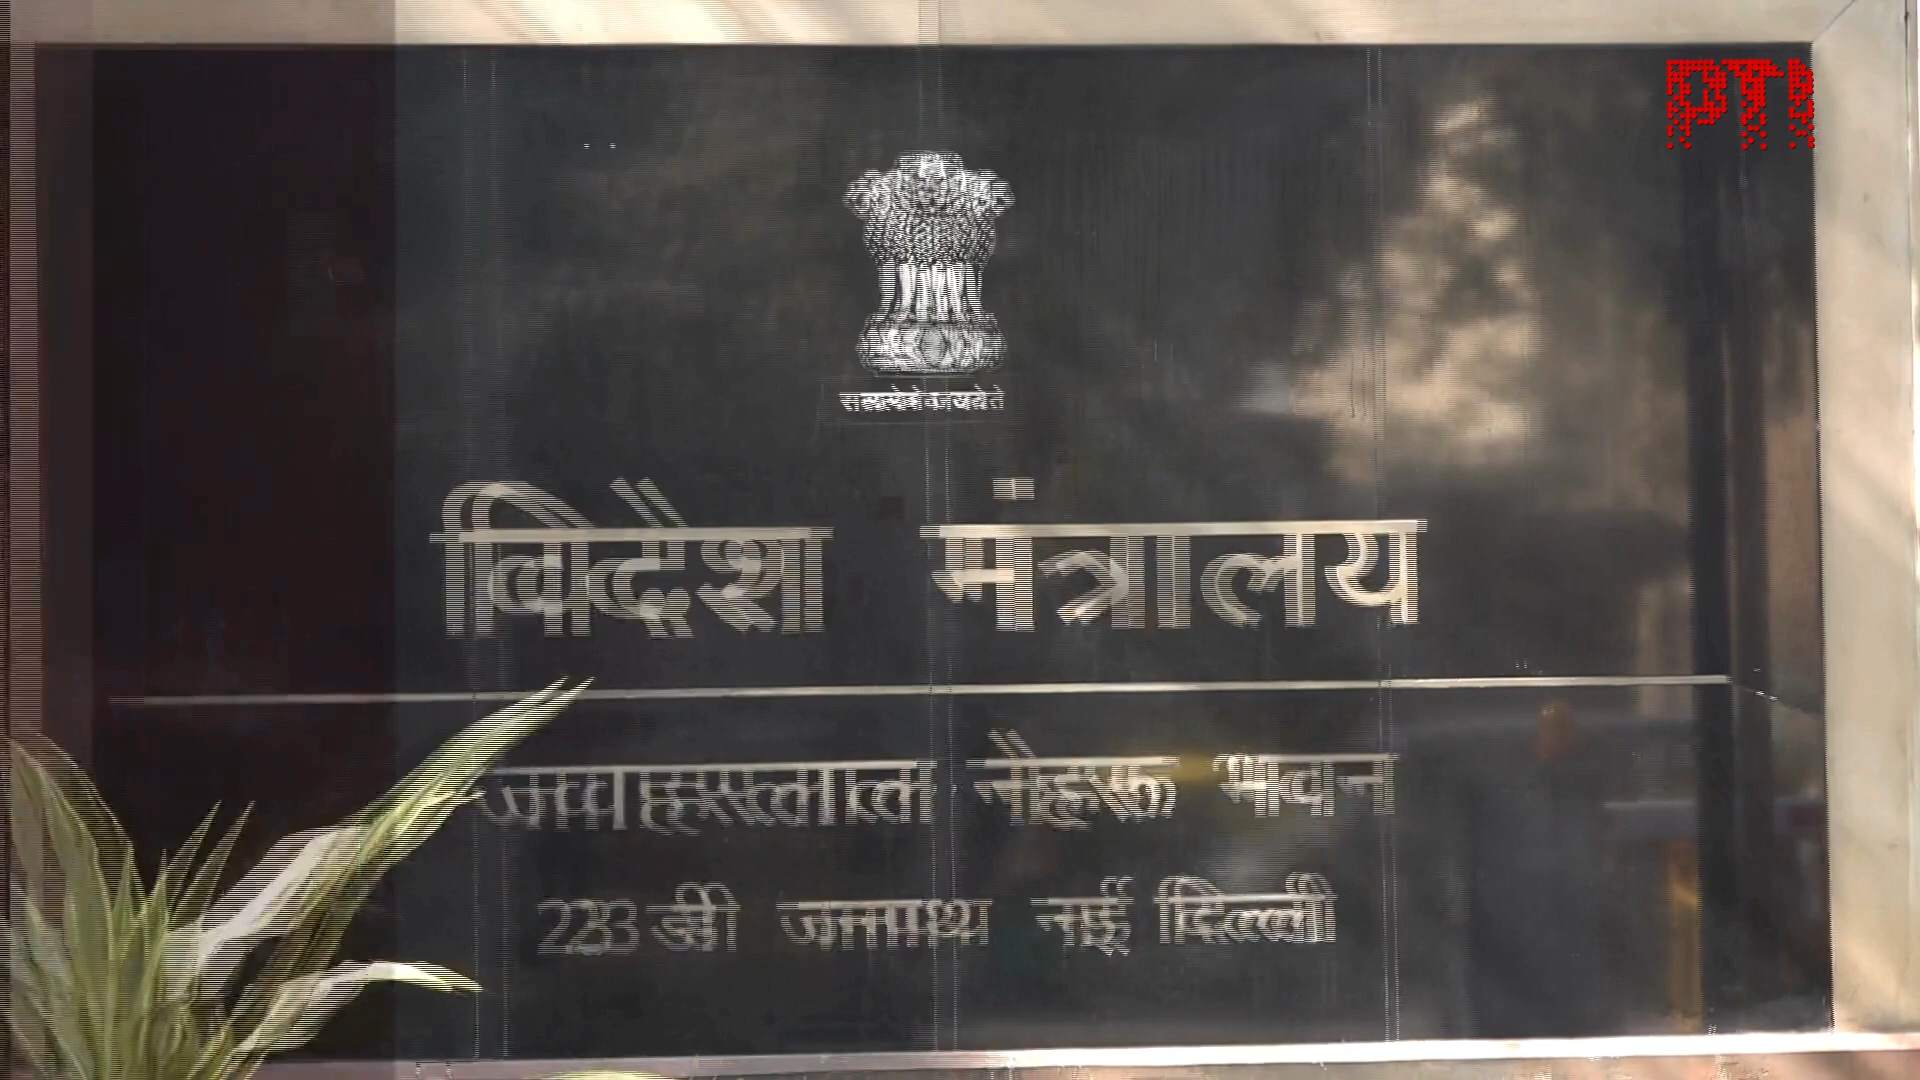 PTI
सत्यमेव जयते
विदेश मंत्रालय
जवाहरलाल नेहरू भवन
23 डी जनपथ नई दिल्ली